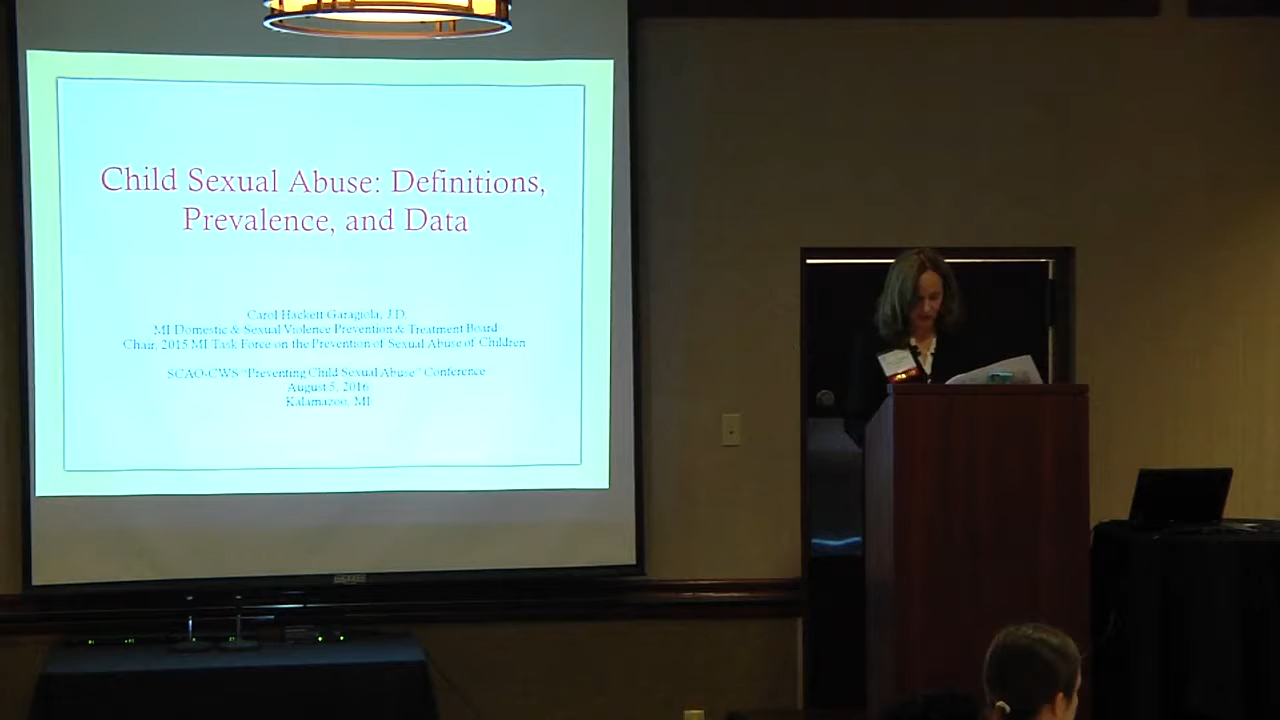 Child Sexual Abuse: Definitions,
Prevalence, and Data
Carol Hackett Garagiola, J.D.
MI Domestic & Sexual Violence Prevention & Treatment Board
Chair, 2015 MI Task Force on the Prevention of Sexual Abuse of Children
SCAO-CWS "Preventing Child Sexual Abuse" Conference
August 5, 2016
Kalamazoo, MI